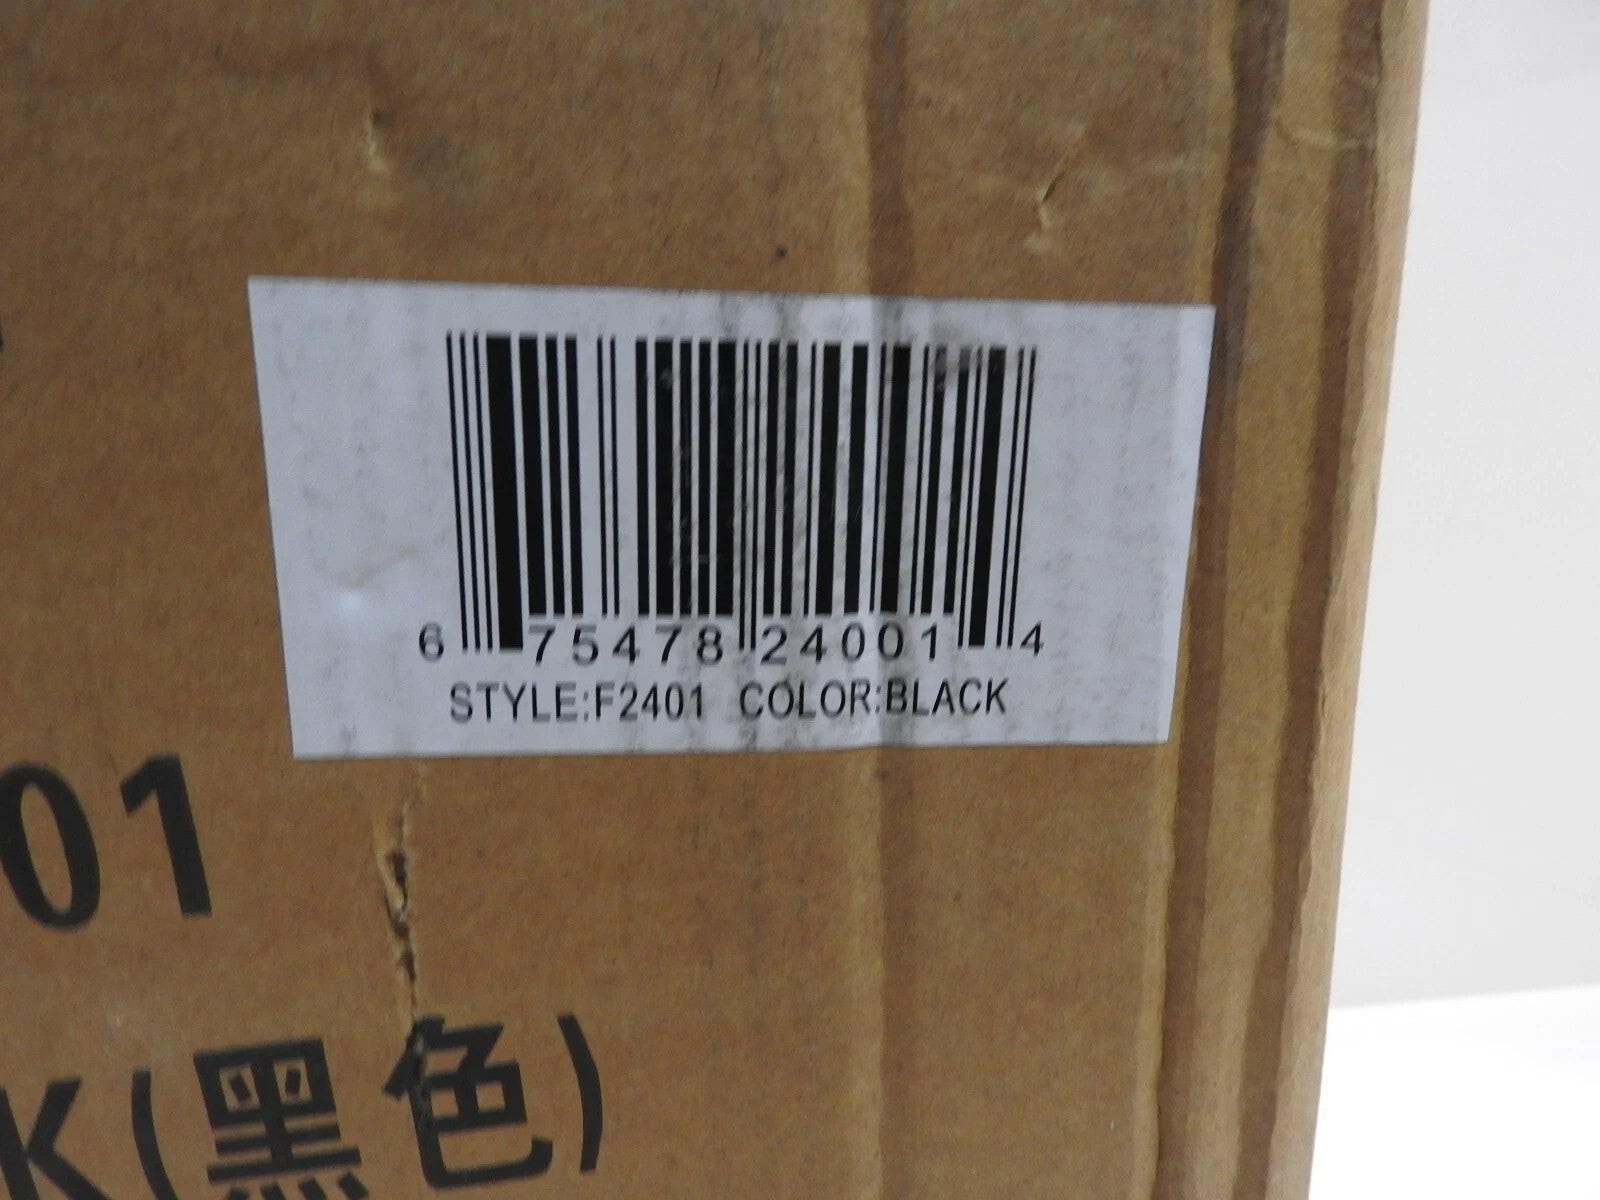 6 75478 24001 4
STYLE:F2401 COLOR:BLACK
01
K(黑色)